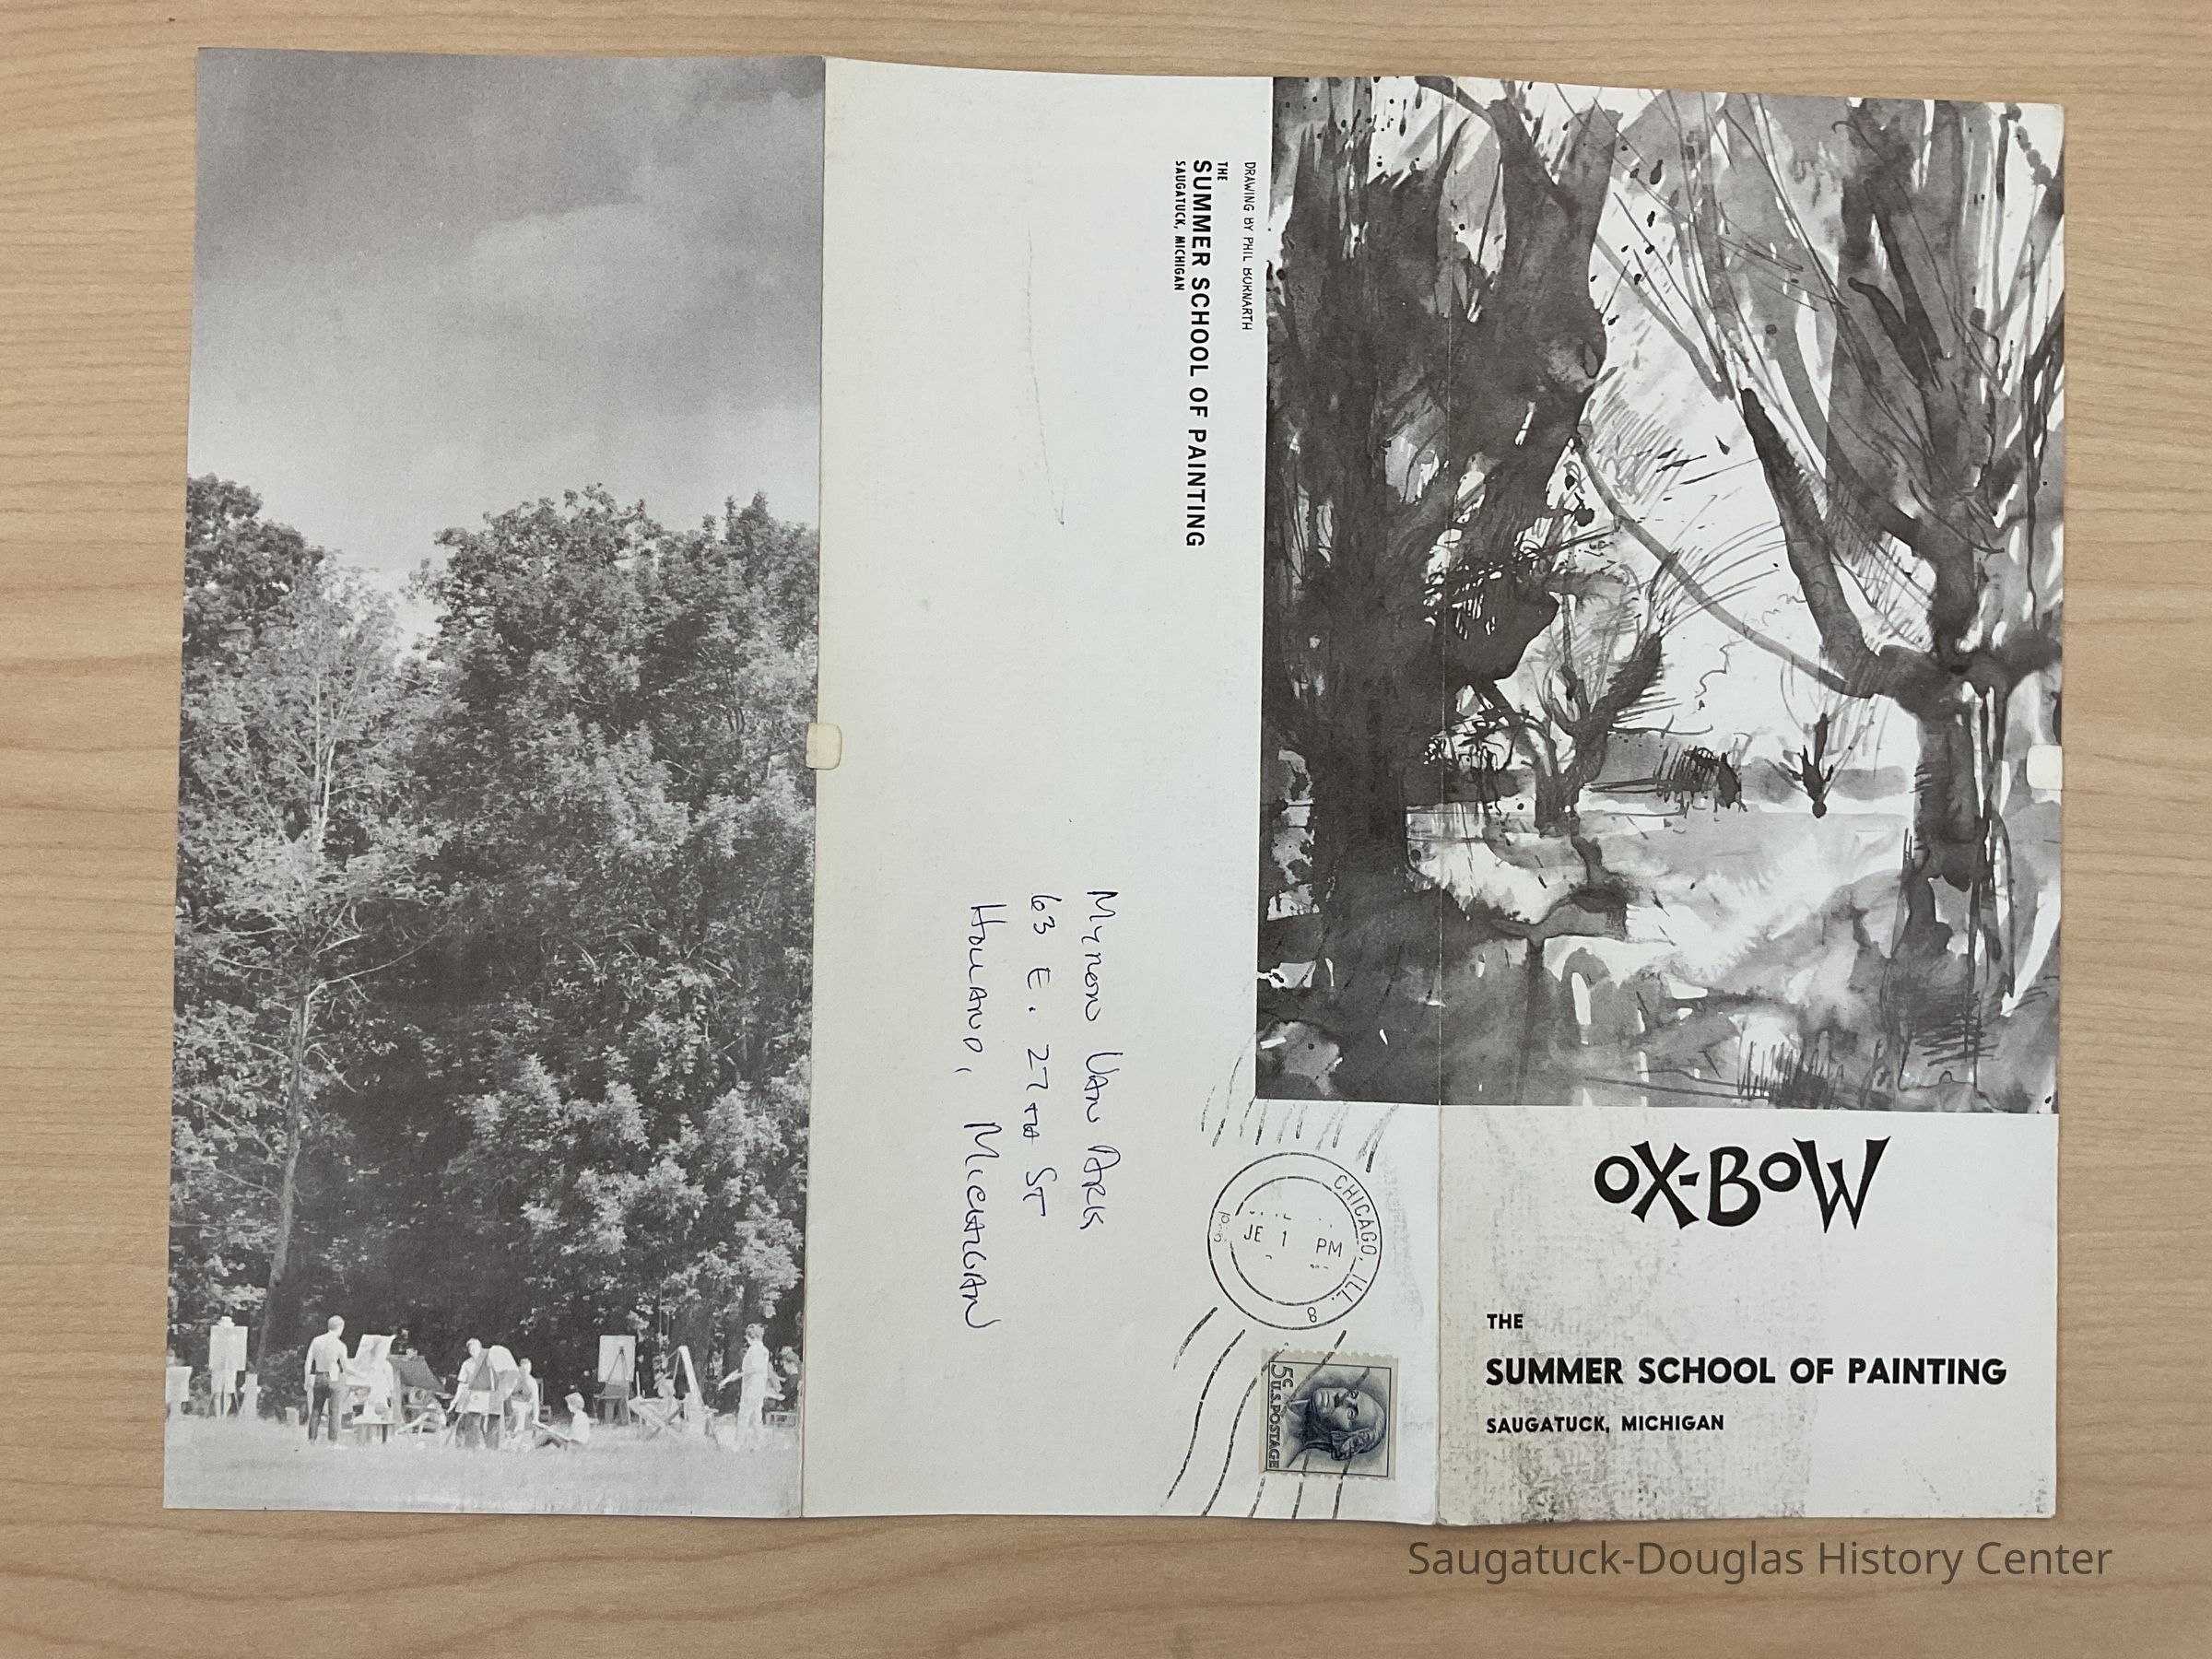 DRAWING BY PHIL BORNARTH
THE
SUMMER SCHOOL OF PAINTING
SAUGATUCK, MICHIGAN
Myron Van Ark
63 E. 27TH ST
HOLLAND, MICHIGAN
CHICAGO, ILL.
1 PM
8
5¢
U.S. POSTAGE
OX-BOW
THE
SUMMER SCHOOL OF PAINTING
SAUGATUCK, MICHIGAN
Saugatuck-Douglas History Center